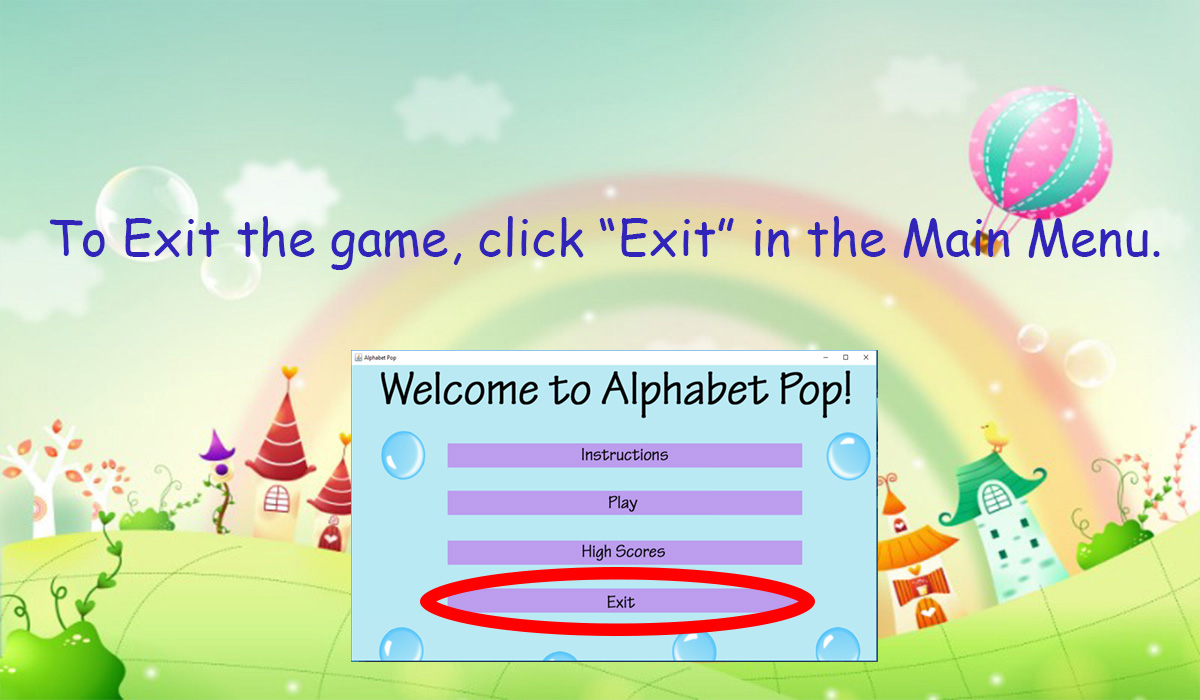 To Exit the game, click “Exit” in the Main Menu.
Alphabet Pop
Welcome to Alphabet Pop!
Instructions
Play
High Scores
Exit